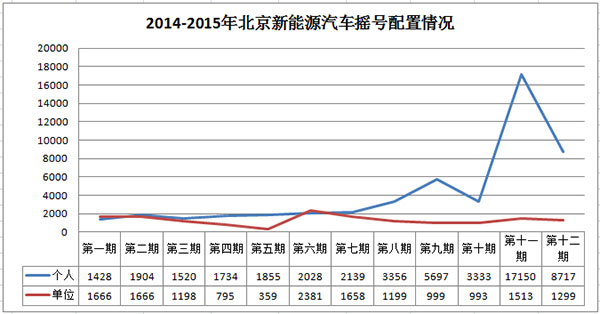 2014-2015年北京新能源汽车摇号配置情况
20000
18000
16000
14000
12000
10000
8000
6000
4000
2000
0
第一期 第二期 第三期 第四期 第五期 第六期 第七期 第八期 第九期 第十期 第十一期 第十二期
个人 1428 1904 1520 1734 1855 2028 2139 3356 5697 3333 17150 8717
单位 1666 1666 1198 795 359 2381 1658 1199 999 993 1513 1299